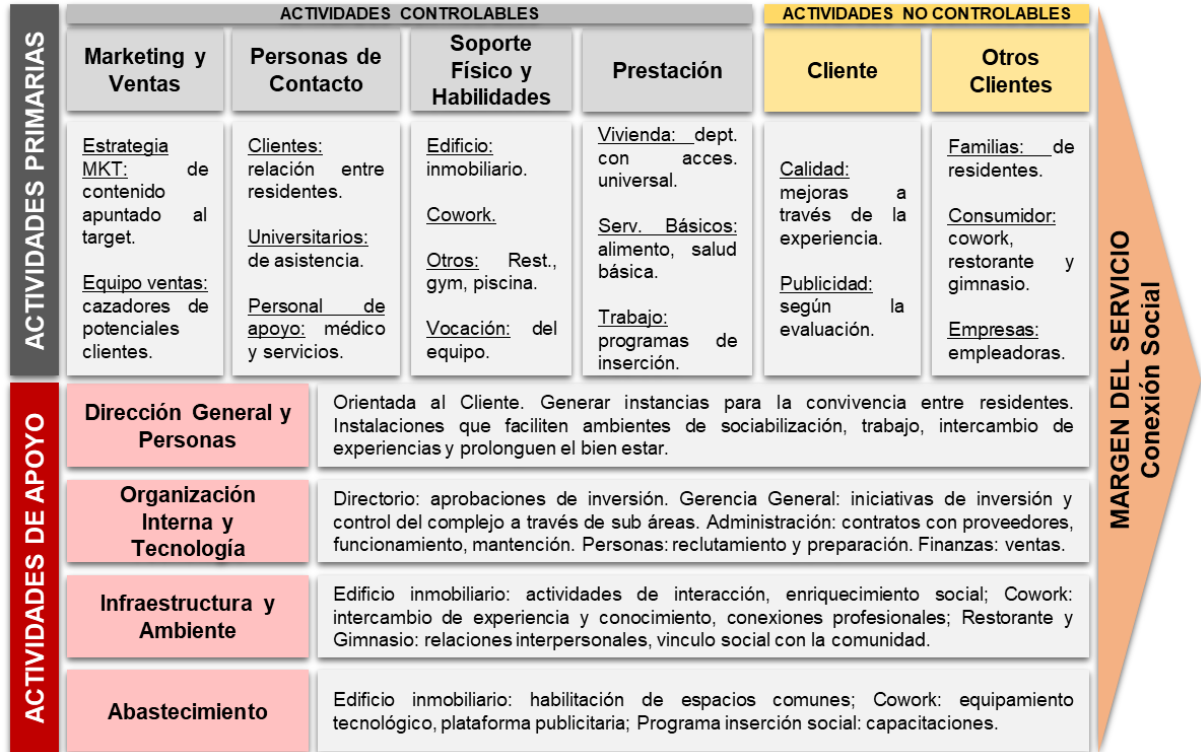 ACTIVIDADES CONTROLABLES
ACTIVIDADES NO CONTROLABLES
ACTIVIDADES PRIMARIAS
Marketing y
Ventas
Personas de
Contacto
Soporte
Físico y
Habilidades
Prestación
Cliente
Otros
Clientes
Estrategia
MKT: de
contenido
apuntado al
target.
Equipo ventas:
cazadores de
potenciales
clientes.
Clientes:
relación entre
residentes.
Universitarios:
de asistencia.
Personal de
apoyo: médico
y servicios.
Edificio:
inmobiliario.
Cowork.
Otros: Rest.,
gym, piscina.
Vocación: del
equipo.
Vivienda: dept.
con acces.
universal.
Serv. Básicos:
alimento, salud
básica.
Trabajo:
programas de
inserción.
Calidad:
mejoras a
través de la
experiencia.
Publicidad:
según la
evaluación.
Familias: de
residentes.
Consumidor:
cowork,
restorante y
gimnasio.
Empresas:
empleadoras.
ACTIVIDADES DE APOYO
Dirección General y
Personas
Orientada al Cliente. Generar instancias para la convivencia entre residentes.
Instalaciones que faciliten ambientes de sociabilización, trabajo, intercambio de
experiencias y prolonguen el bien estar.
Organización
Interna y
Tecnología
Directorio: aprobaciones de inversión. Gerencia General: iniciativas de inversión y
control del complejo a través de sub áreas. Administración: contratos con proveedores,
funcionamiento, mantención. Personas: reclutamiento y preparación. Finanzas: ventas.
Infraestructura y
Ambiente
Edificio inmobiliario: actividades de interacción, enriquecimiento social; Cowork:
intercambio de experiencia y conocimiento, conexiones profesionales; Restorante y
Gimnasio: relaciones interpersonales, vinculo social con la comunidad.
Abastecimiento
Edificio inmobiliario: habilitación de espacios comunes; Cowork: equipamiento
tecnológico, plataforma publicitaria; Programa inserción social: capacitaciones.
MARGEN DEL SERVICIO
Conexión Social